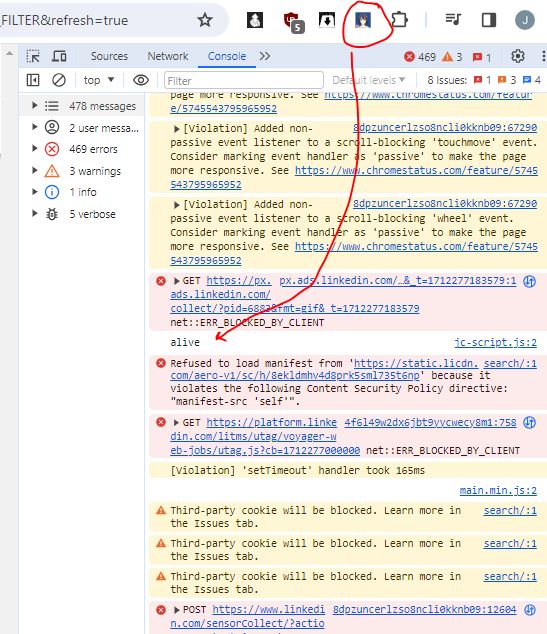 _FILTER&refresh=true
5
J
Sources Network Console 469 3 1
top Filter Default levels 8 Issues: 1 3 4
478 messages
2 user messa...
469 errors
3 warnings
1 info
5 verbose
page more responsive. See https://www.chromestatus.com/featur
e/5745543795965952
[Violation] Added non- 8dpzuncerlzso8ncli0kknb09:67290
passive event listener to a scroll-blocking 'touchmove' event.
Consider marking event handler as 'passive' to make the page
more responsive. See https://www.chromestatus.com/feature/5745
543795965952
[Violation] Added non- 8dpzuncerlzso8ncli0kknb09:67290
passive event listener to a scroll-blocking 'wheel' event.
Consider marking event handler as 'passive' to make the page
more responsive. See https://www.chromestatus.com/feature/5745
543795965952
GET https://px. px.ads.linkedin.com/…&_t=1712277183579:1
ads.linkedin.com/
collect/?pid=6883&fmt=gif&_t=1712277183579
net::ERR_BLOCKED_BY_CLIENT
alive jc-script.js:2
Refused to load manifest from 'https://static.licdn. search/:1
com/aero-v1/sc/h/8ekldmhv4d8prk5sml735t6np' because it
violates the following Content Security Policy directive:
"manifest-src 'self'".
GET https://platform.linke 4f6l49w2dx6jbt9yycwecy8m1:758
din.com/litms/utag/voyager-w
eb-jobs/utag.js?cb=1712277000000 net::ERR_BLOCKED_BY_CLIENT
[Violation] 'setTimeout' handler took 165ms
main.min.js:2
Third-party cookie will be blocked. Learn more in search/:1
the Issues tab.
Third-party cookie will be blocked. Learn more in search/:1
the Issues tab.
Third-party cookie will be blocked. Learn more in search/:1
the Issues tab.
POST https://www.linkedi 8dpzuncerlzso8ncli0kknb09:12604
n.com/sensorCollect/?actio